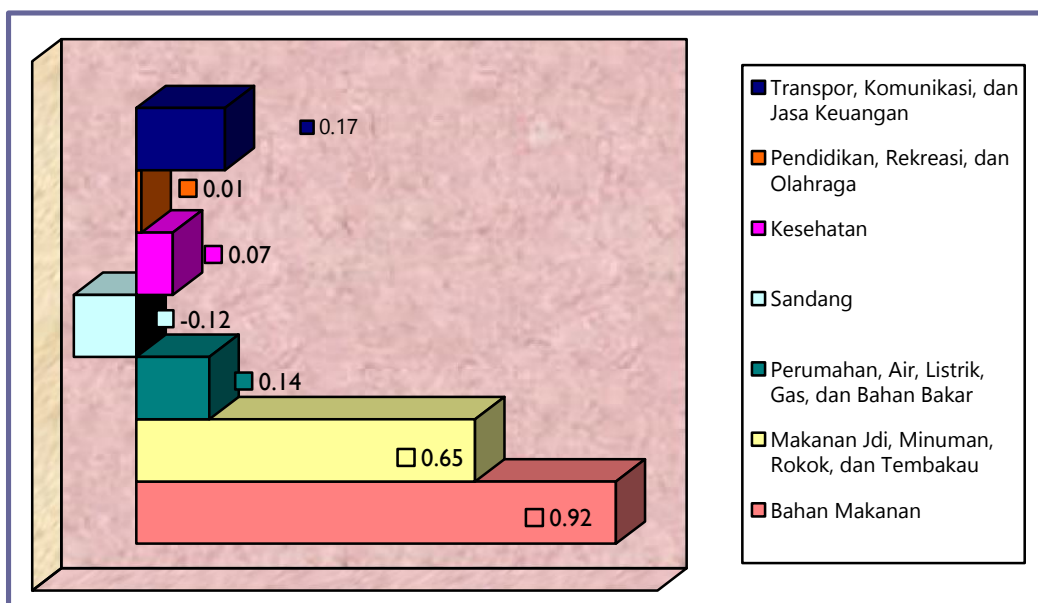 0.17
0.01
0.07
-0.12
0.14
0.65
0.92
Transpor, Komunikasi, dan
Jasa Keuangan
Pendidikan, Rekreasi, dan
Olahraga
Kesehatan
Sandang
Perumahan, Air, Listrik,
Gas, dan Bahan Bakar
Makanan Jdi, Minuman,
Rokok, dan Tembakau
Bahan Makanan